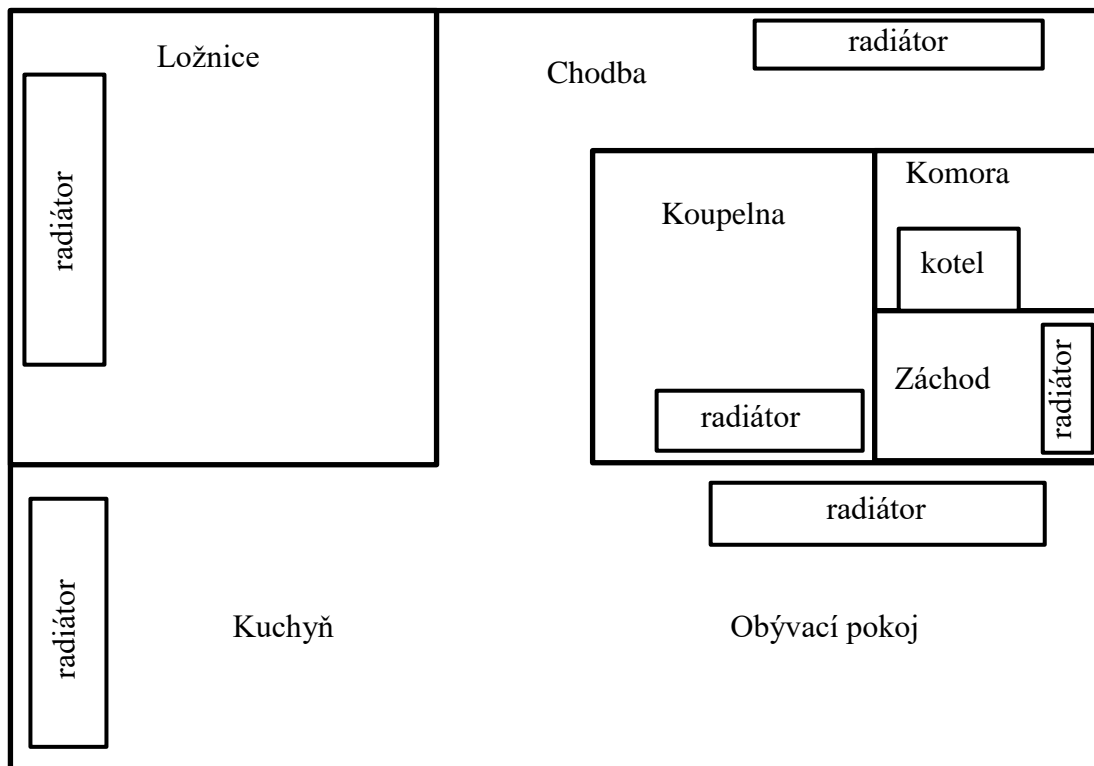 Ložnice
radiátor
Chodba
radiátor
Koupelna
Komora
kotel
radiátor
Záchod
radiátor
radiátor
radiátor
Kuchyň
Obývací pokoj